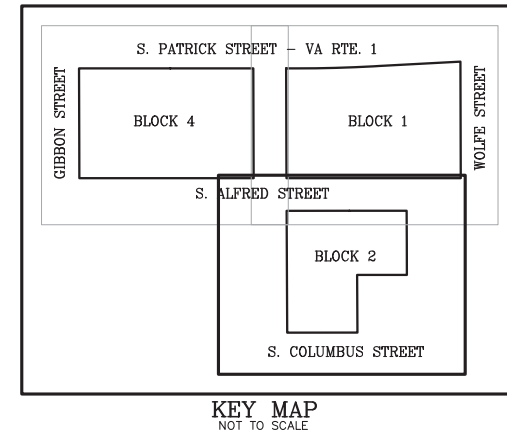 S. PATRICK STREET - VA RTE. 1
GIBBON STREET
BLOCK 4
BLOCK 1
WOLFE STREET
S. ALFRED STREET
BLOCK 2
S. COLUMBUS STREET
KEY MAP
NOT TO SCALE